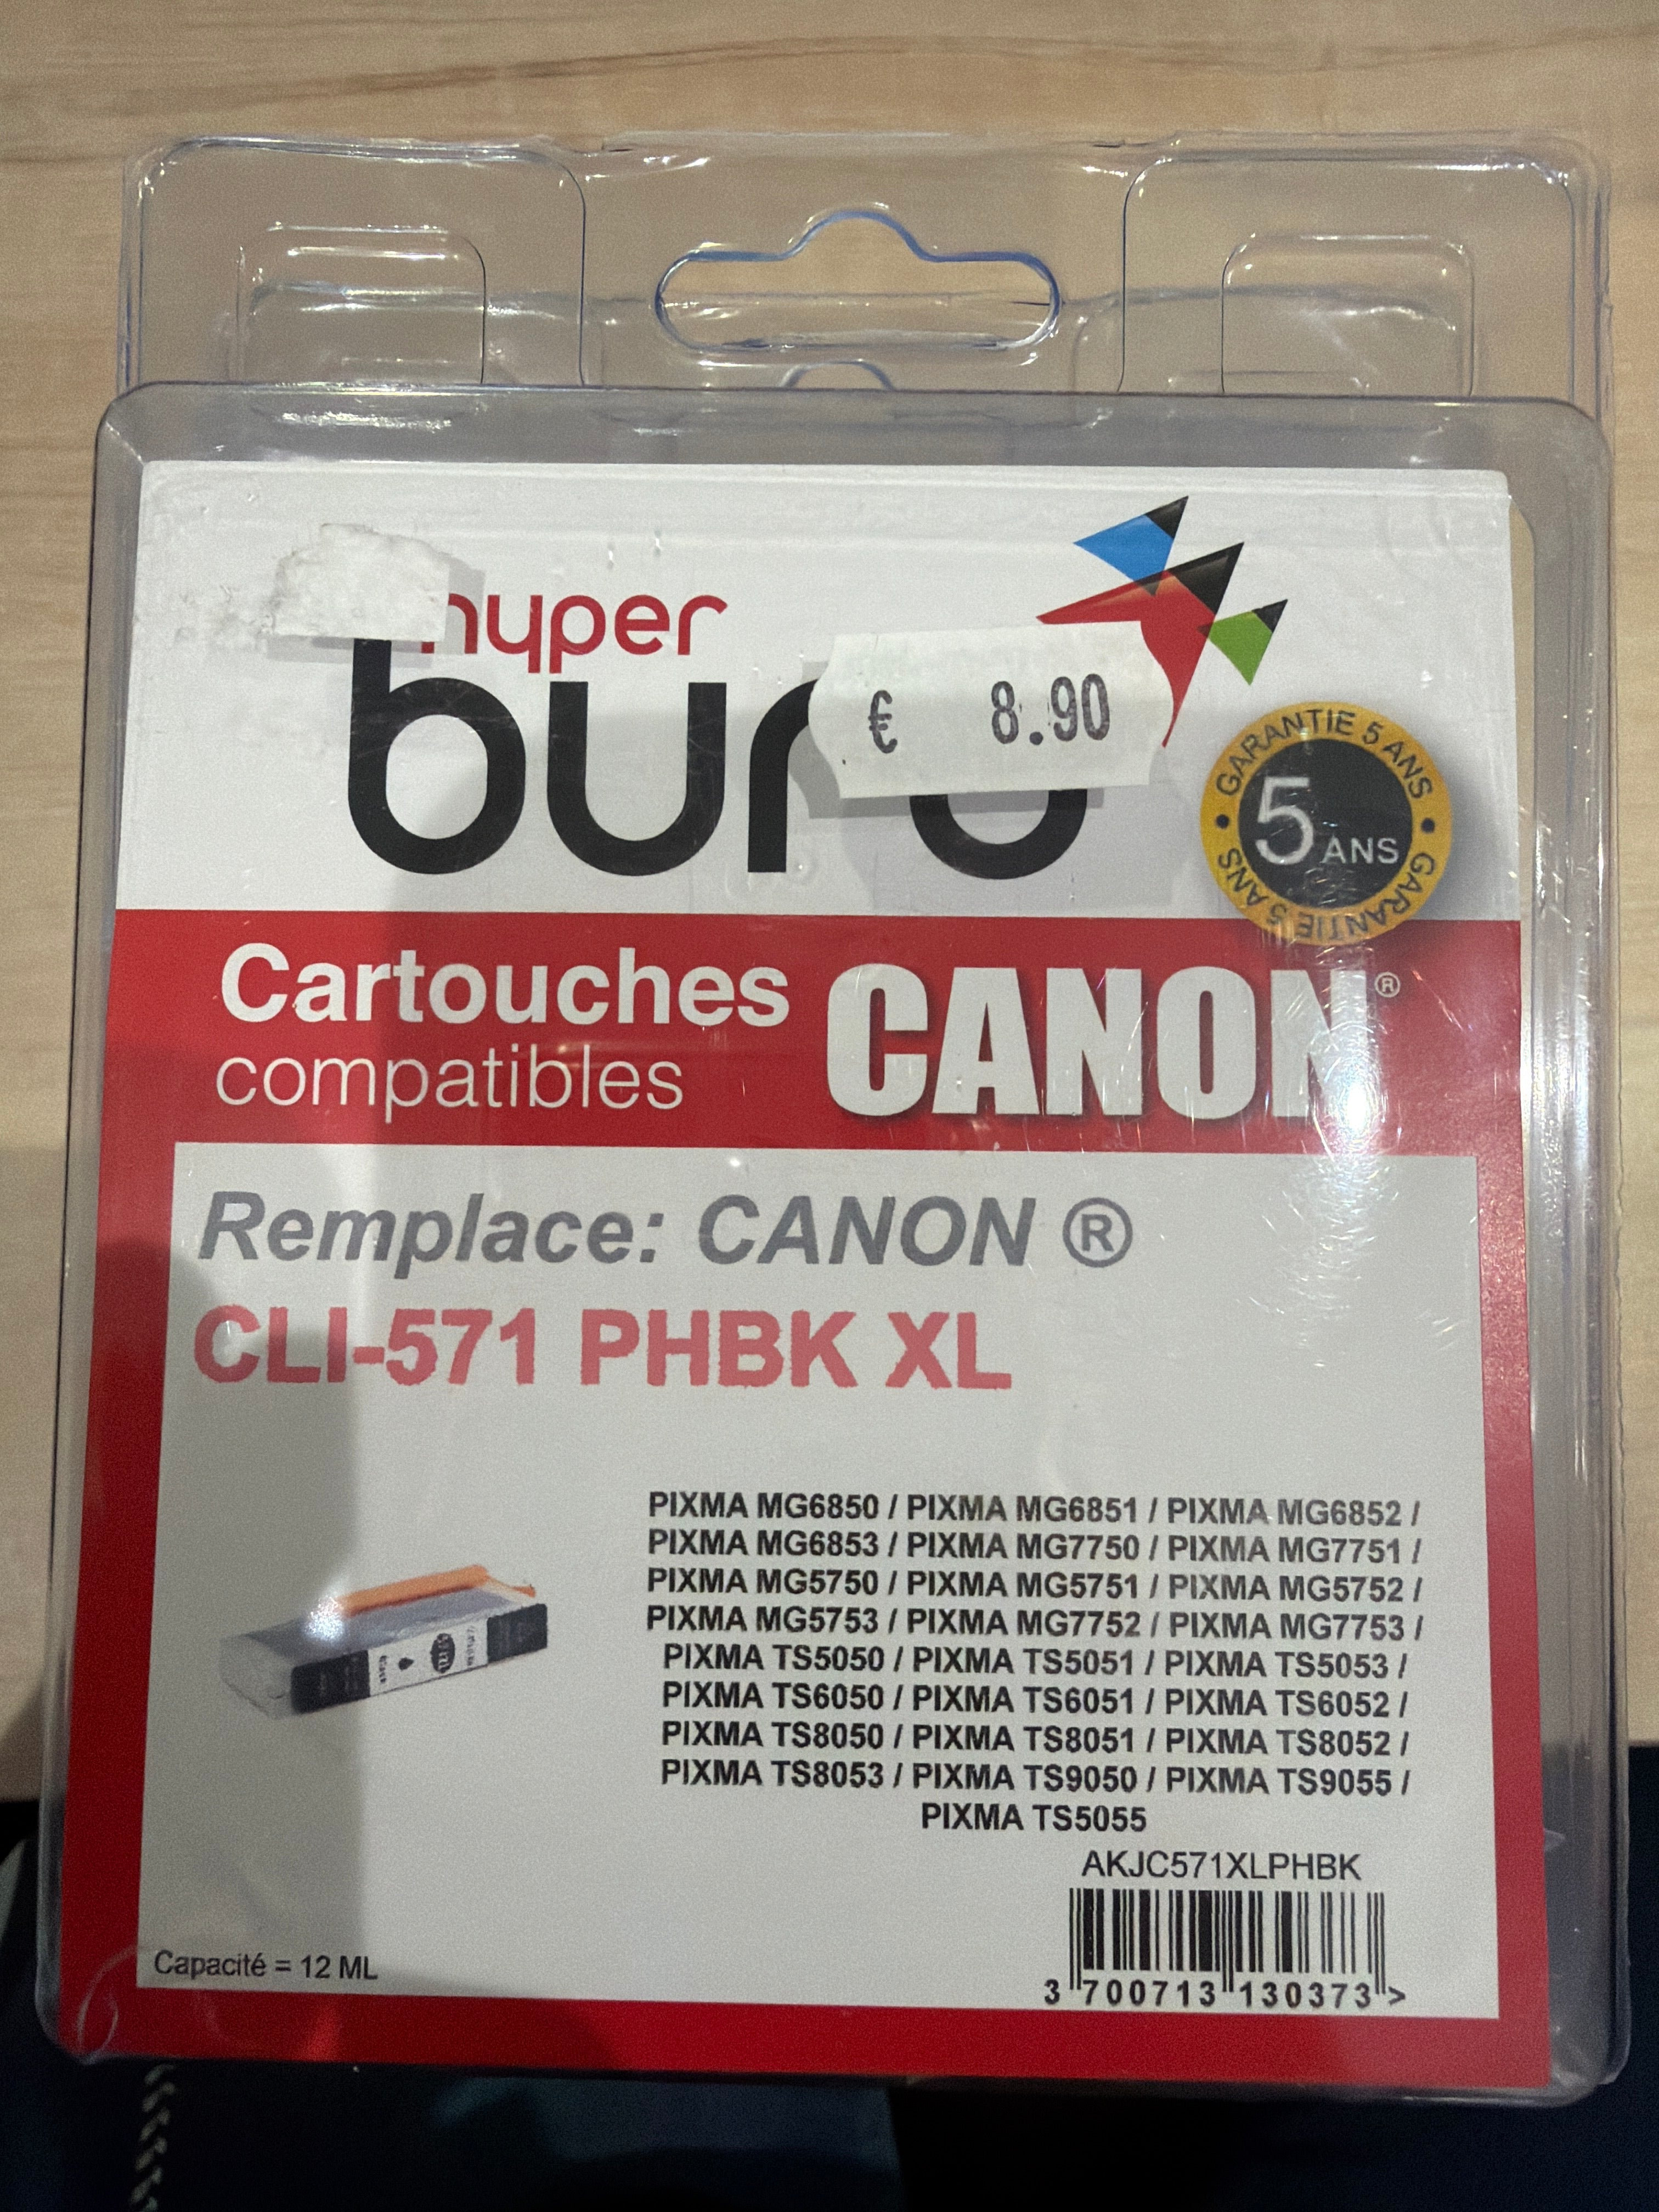 hyper
bur
€ 8.90
GARANTIE 5 ANS
5 ANS
GARANTIE 5 ANS
Cartouches
compatibles
CANON®
Remplace: CANON ®
CLI-571 PHBK XL
PIXMA MG6850 / PIXMA MG6851 / PIXMA MG6852 /
PIXMA MG6853 / PIXMA MG7750 / PIXMA MG7751 /
PIXMA MG5750 / PIXMA MG5751 / PIXMA MG5752 /
PIXMA MG5753 / PIXMA MG7752 / PIXMA MG7753 /
PIXMA TS5050 / PIXMA TS5051 / PIXMA TS5053 /
PIXMA TS6050 / PIXMA TS6051 / PIXMA TS6052 /
PIXMA TS8050 / PIXMA TS8051 / PIXMA TS8052 /
PIXMA TS8053 / PIXMA TS9050 / PIXMA TS9055 /
PIXMA TS5055
AKJC571XLPHBK
3 700713 130373 >
Capacité = 12 ML